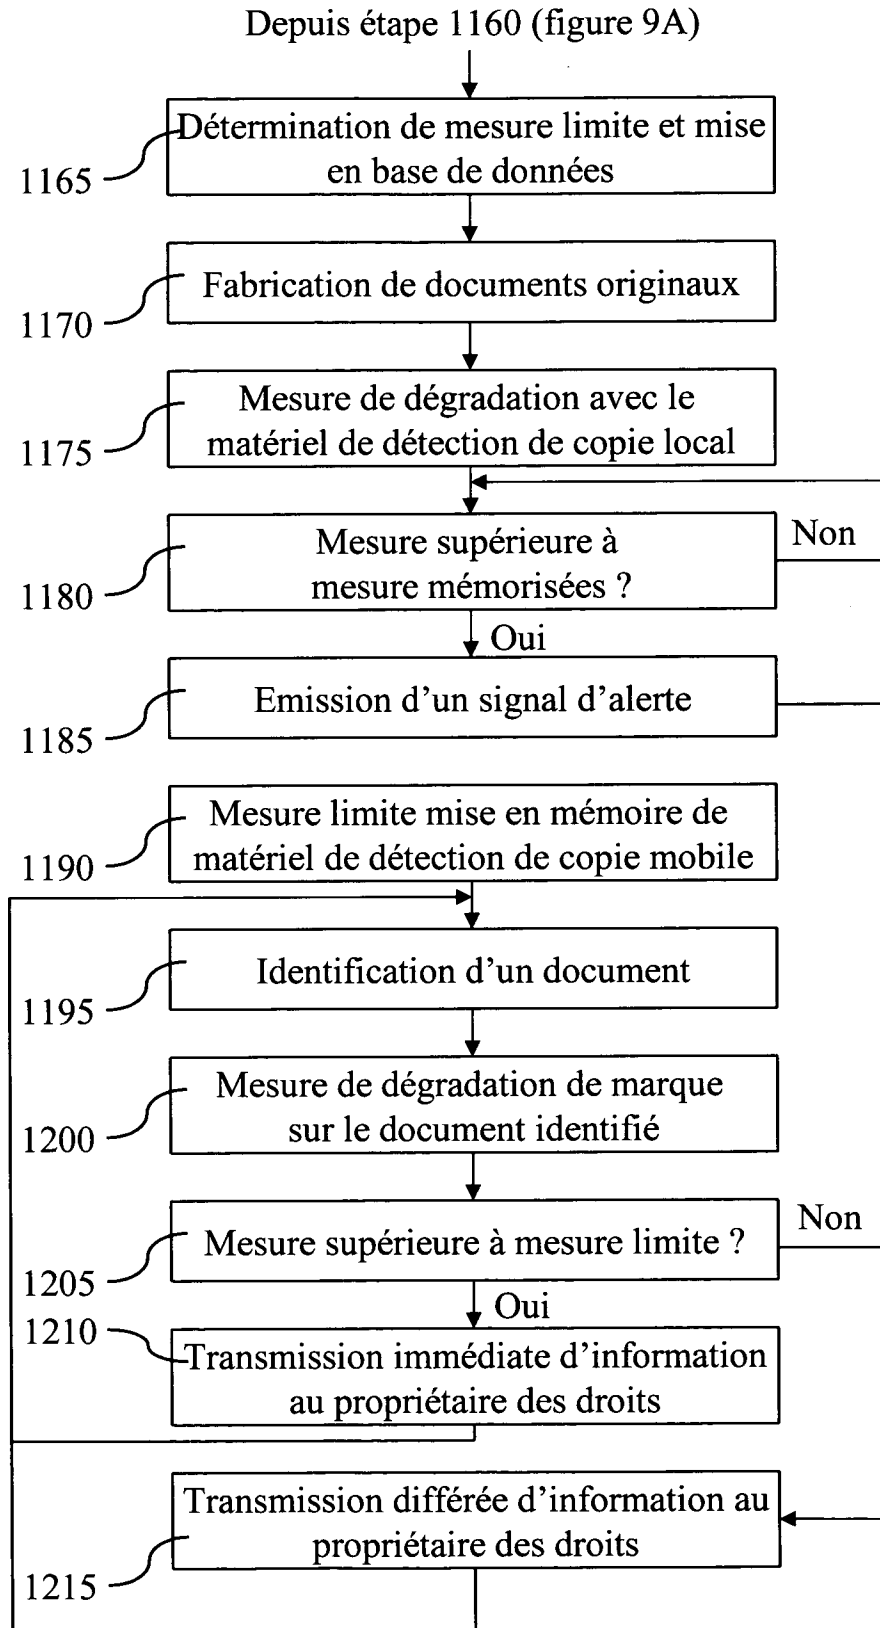 Depuis étape 1160 (figure 9A)
Détermination de mesure limite et mise
en base de données
1165
Fabrication de documents originaux
1170
Mesure de dégradation avec le
matériel de détection de copie local
1175
Mesure supérieure à
mesure mémorisées ?
Non
1180
Oui
Emission d'un signal d'alerte
1185
Mesure limite mise en mémoire de
matériel de détection de copie mobile
1190
Identification d'un document
1195
Mesure de dégradation de marque
sur le document identifié
1200
Mesure supérieure à mesure limite ?
Non
1205
Oui
1210
Transmission immédiate d'information
au propriétaire des droits
Transmission différée d'information au
propriétaire des droits
1215